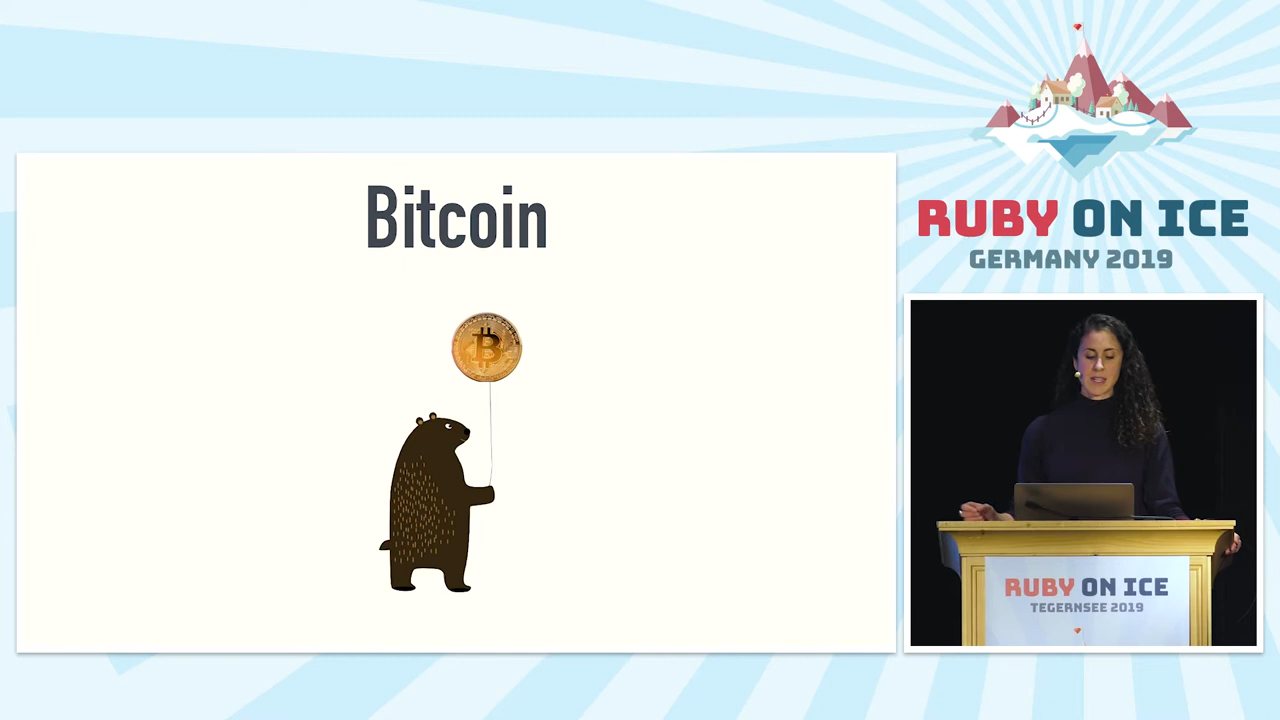 Bitcoin
RUBY ON ICE
GERMANY 2019
RUBY ON ICE
TEGERNSEE 2019